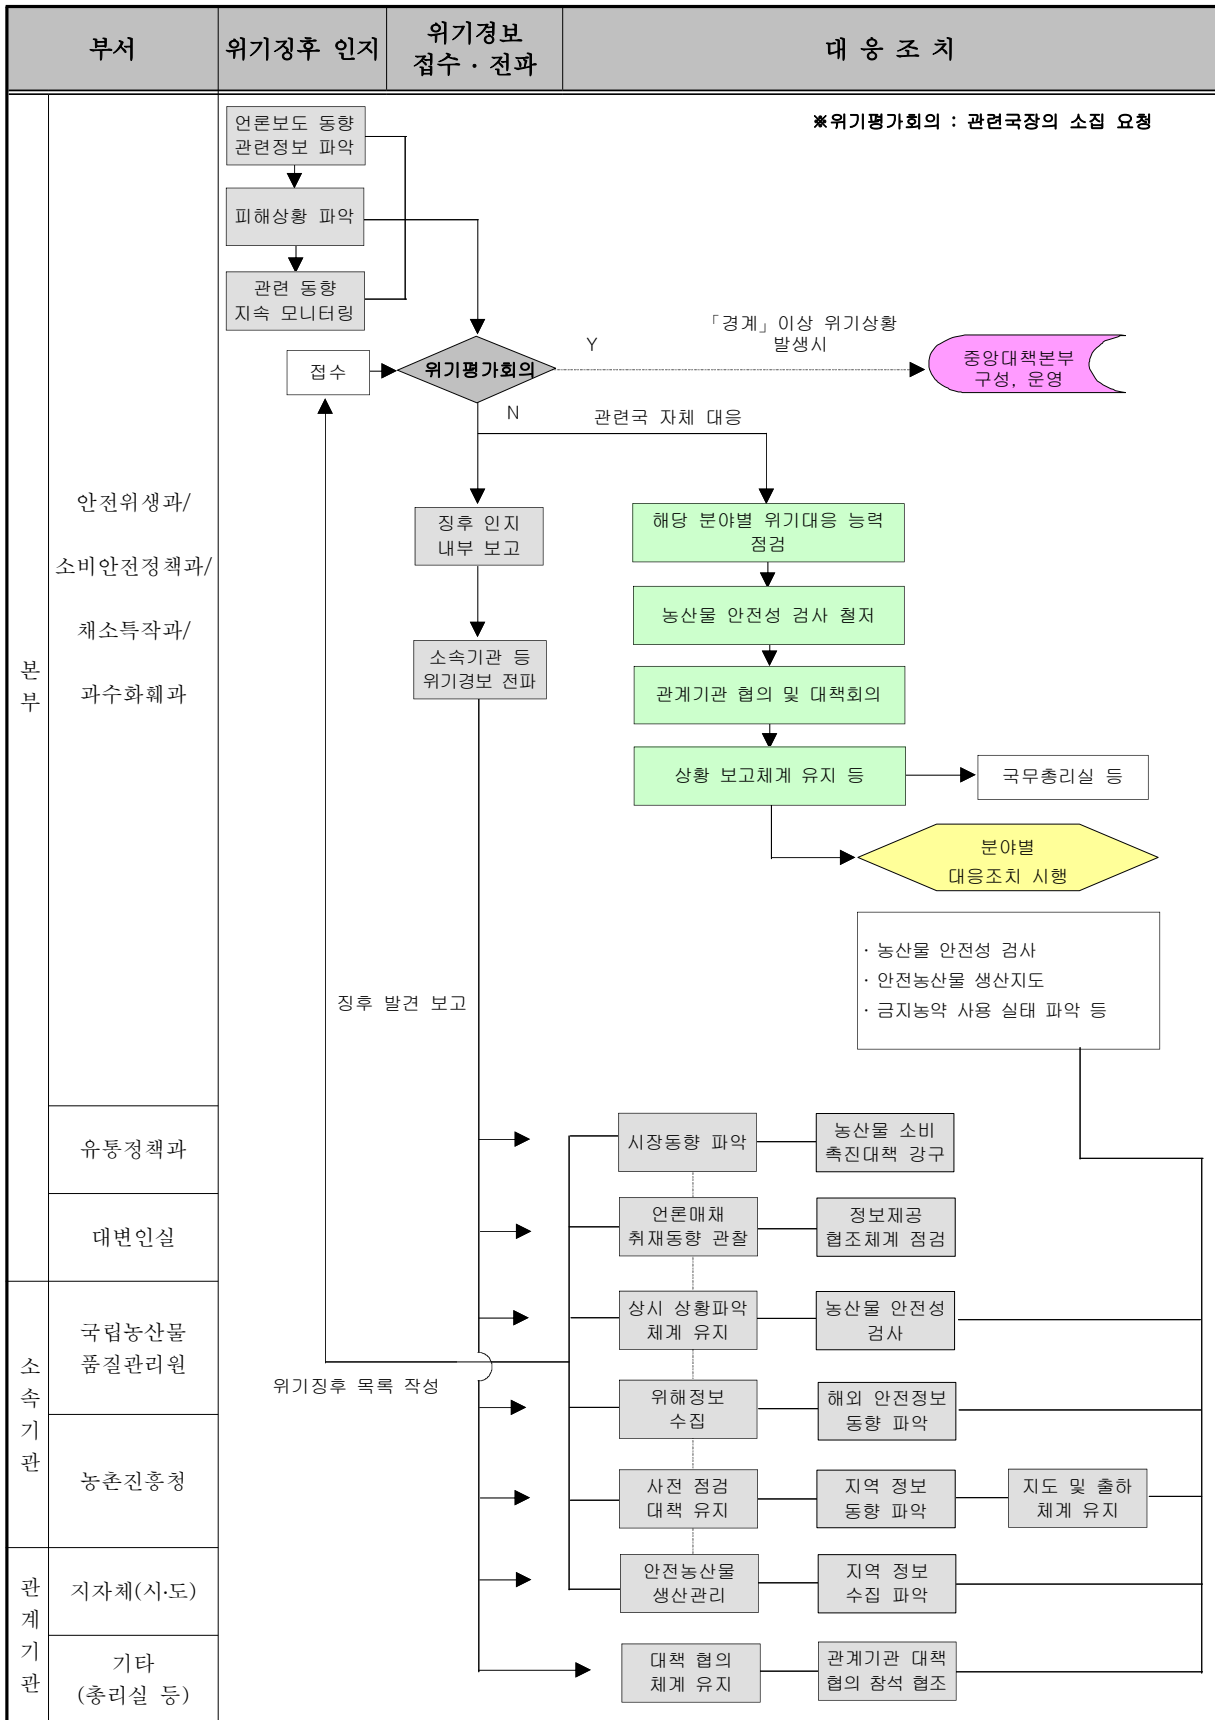 부서
위기징후 인지
위기경보
접수 · 전파
대 응 조 치
※위기평가회의 : 관련국장의 소집 요청
언론보도 동향
관련정보 파악
피해상황 파악
관련 동향
지속 모니터링
접수
위기평가회의
Y
「경계」이상 위기상황
발생시
중앙대책본부
구성, 운영
N
관련국 자체 대응
본
부
안전위생과/
소비안전정책과/
채소특작과/
과수화훼과
징후 인지
내부 보고
소속기관 등
위기경보 전파
해당 분야별 위기대응 능력
점검
농산물 안전성 검사 철저
관계기관 협의 및 대책회의
상황 보고체계 유지 등
국무총리실 등
분야별
대응조치 시행
· 농산물 안전성 검사
· 안전농산물 생산지도
· 금지농약 사용 실태 파악 등
징후 발견 보고
유통정책과
시장동향 파악
농산물 소비
촉진대책 강구
대변인실
언론매채
취재동향 관찰
정보제공
협조체계 점검
소
속
기
관
국립농산물
품질관리원
상시 상황파악
체계 유지
농산물 안전성
검사
위기징후 목록 작성
위해정보
수집
해외 안전정보
동향 파악
농촌진흥청
사전 점검
대책 유지
지역 정보
동향 파악
지도 및 출하
체계 유지
관
계
기
관
지자체(시·도)
안전농산물
생산관리
지역 정보
수집 파악
기타
(총리실 등)
대책 협의
체계 유지
관계기관 대책
협의 참석 협조